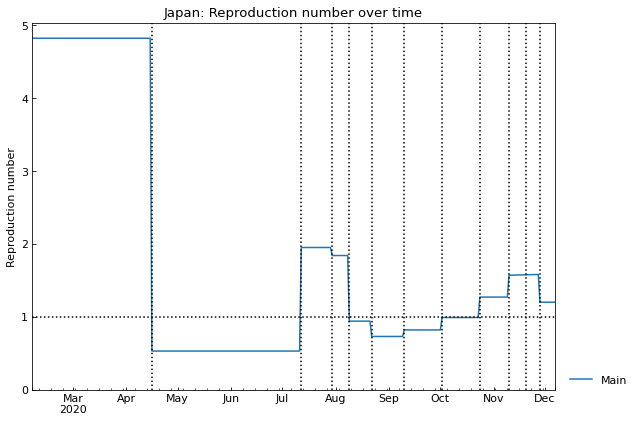 Japan: Reproduction number over time
Reproduction number
5
4
3
2
1
0
Mar Apr May Jun Jul Aug Sep Oct Nov Dec
2020
Main